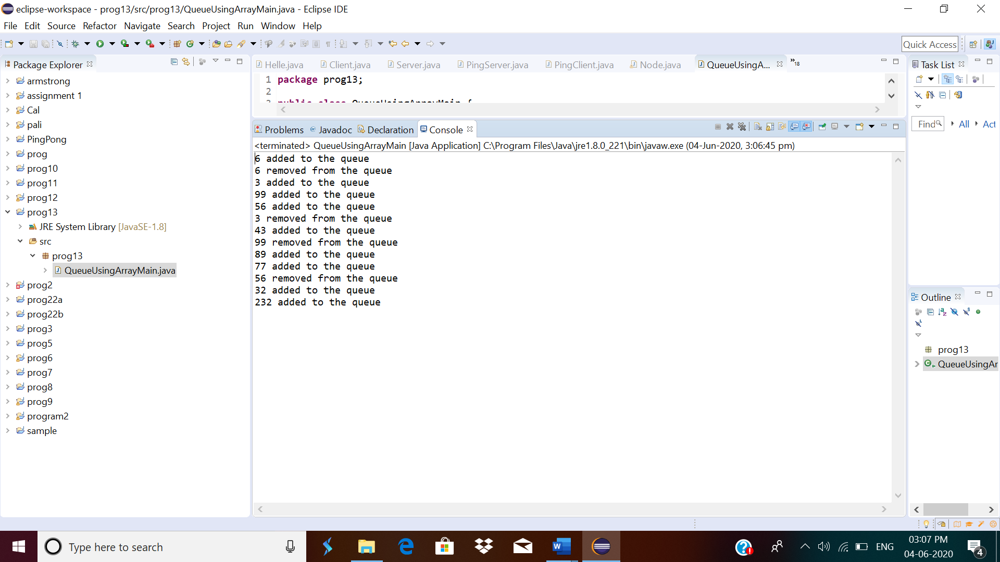 eclipse-workspace - prog13/src/prog13/QueueUsingArrayMain.java - Eclipse IDE
File Edit Source Refactor Navigate Search Project Run Window Help
Quick Access
Package Explorer
armstrong
assignment 1
Cal
pali
PingPong
prog
prog10
prog11
prog12
prog13
JRE System Library [JavaSE-1.8]
src
prog13
QueueUsingArrayMain.java
prog2
prog22a
prog22b
prog3
prog5
prog6
prog7
prog8
prog9
program2
sample
Helle.java Client.java Server.java PingServer.java PingClient.java Node.java QueueUsingA... »18
1 package prog13;
2
3 public class QueueUsingArrayMain {
Problems Javadoc Declaration Console
<terminated> QueueUsingArrayMain [Java Application] C:\Program Files\Java\jre1.8.0_221\bin\javaw.exe (04-Jun-2020, 3:06:45 pm)
6 added to the queue
6 removed from the queue
3 added to the queue
99 added to the queue
56 added to the queue
3 removed from the queue
43 added to the queue
99 removed from the queue
89 added to the queue
77 added to the queue
56 removed from the queue
32 added to the queue
232 added to the queue
Task List
Find All Act
Outline
prog13
QueueUsingAr
Type here to search
ENG
03:07 PM
04-06-2020
4